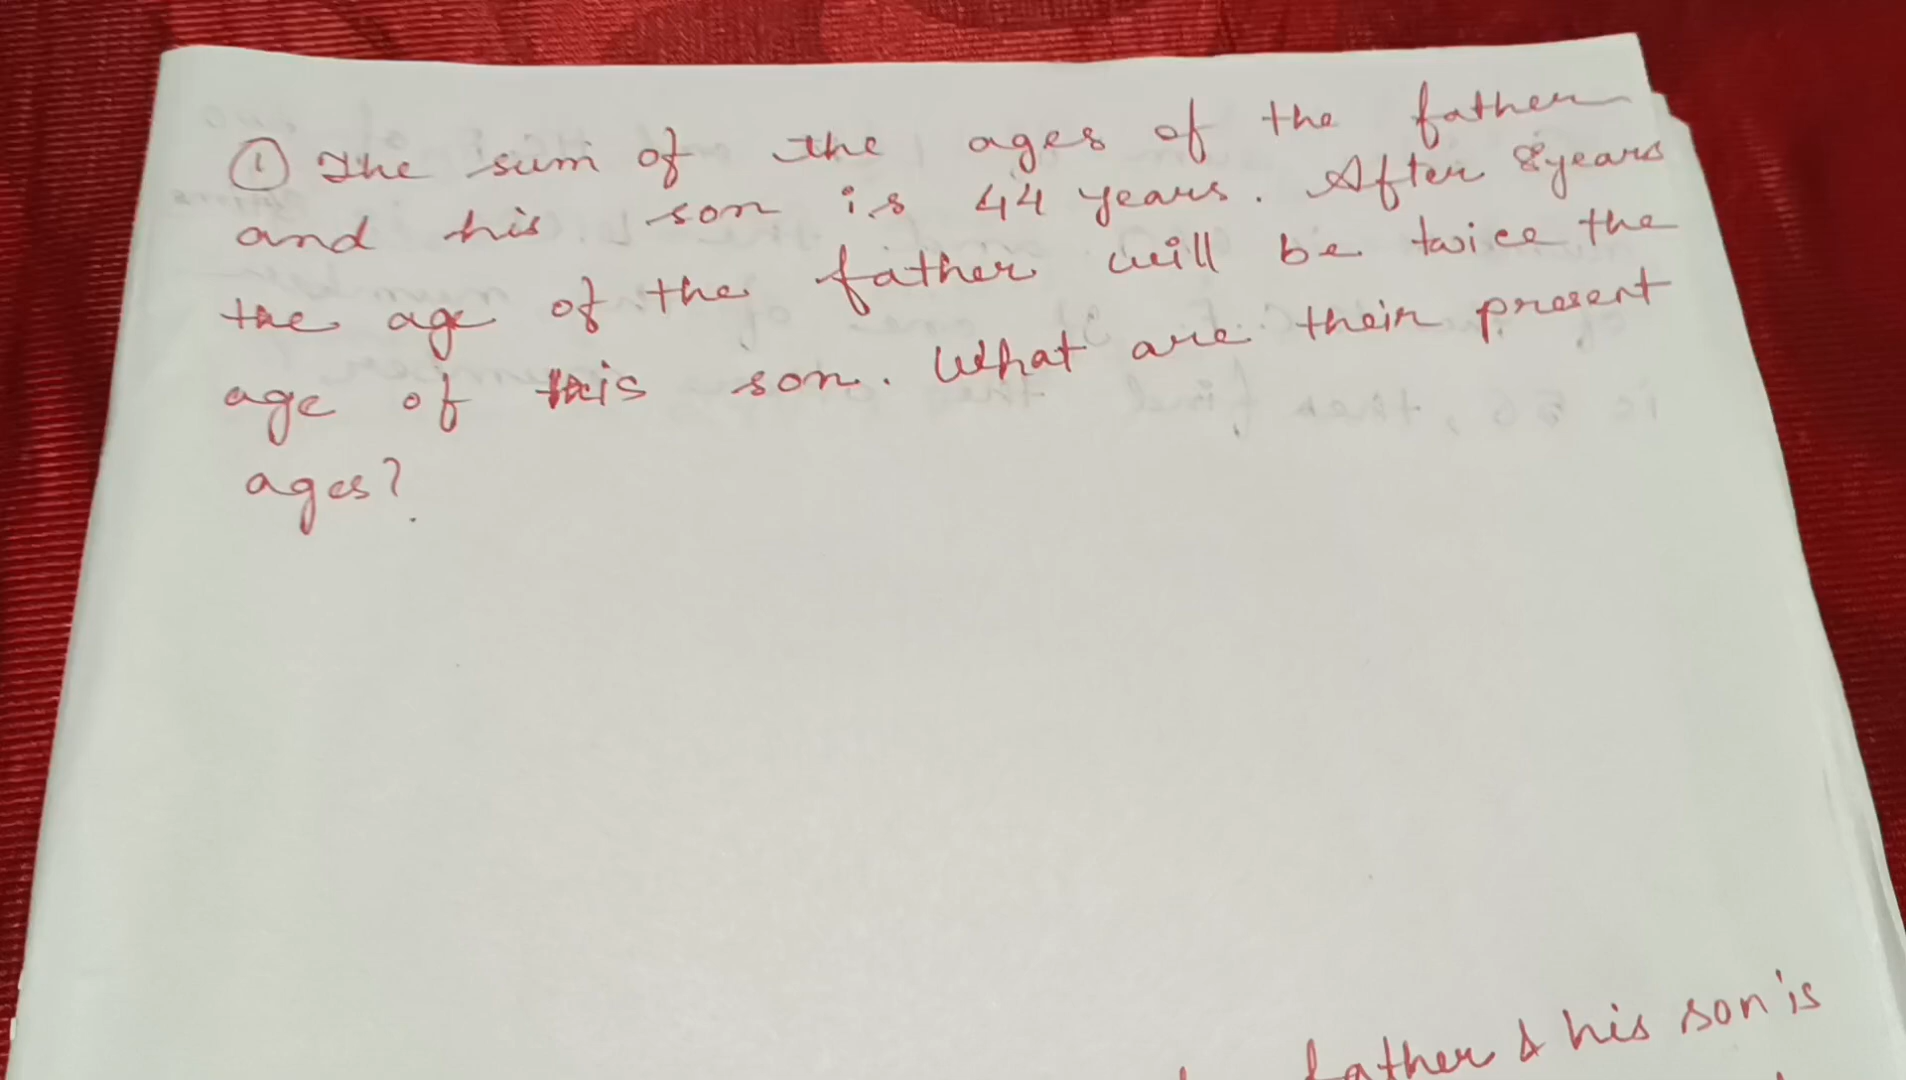 ① The sum of the ages of the father
and his son is 44 years. After 8 years
the age of the father will be twice the
age of his son. What are their present
ages?
father & his son is